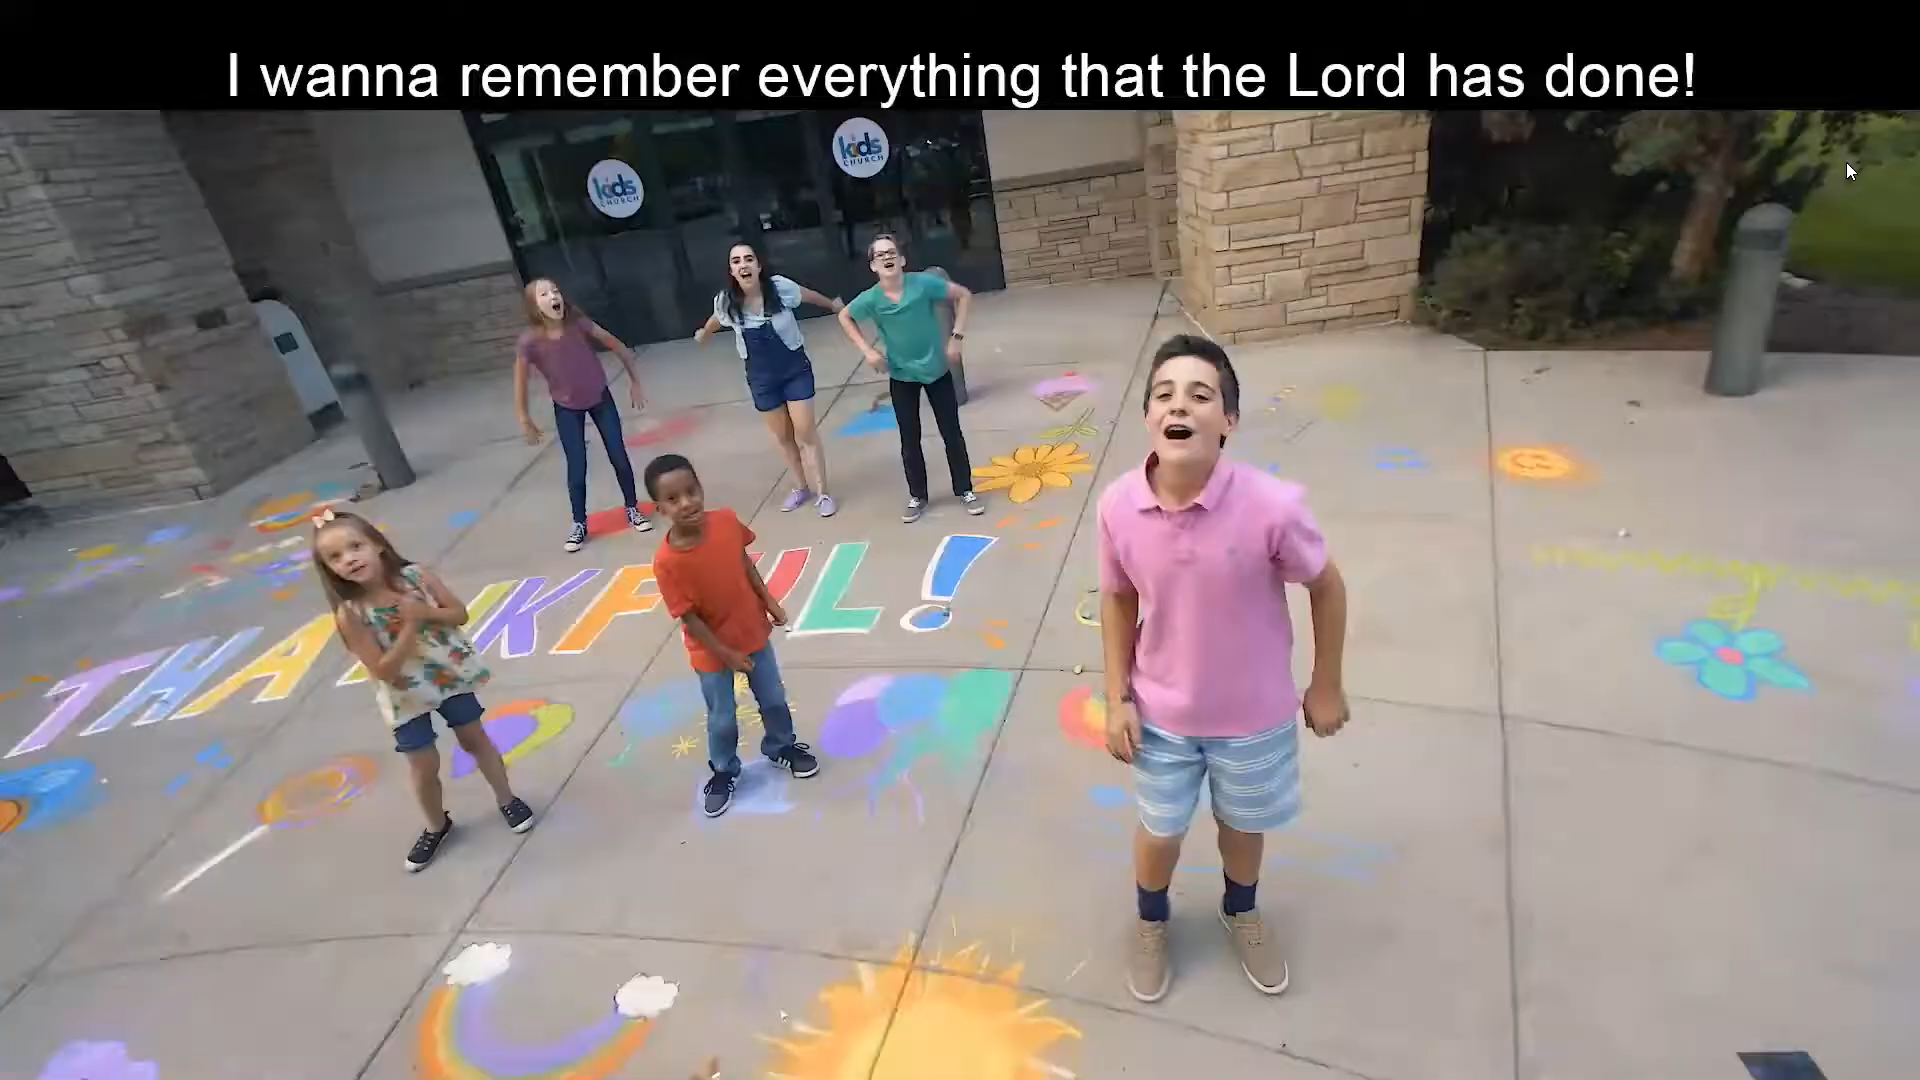 I wanna remember everything that the Lord has done!
kids
CHURCH
kids
CHURCH
THANKFUL!